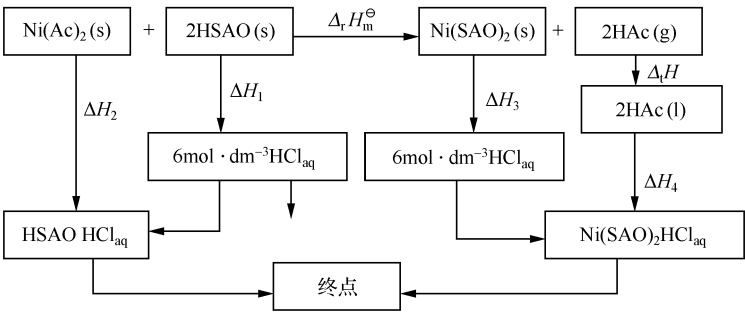 Ni(Ac)₂(s) + 2HSAO(s) ΔᵣHₘ^⊖ Ni(SAO)₂(s) + 2HAc(g)
ΔₜH
ΔH₂ ΔH₁ ΔH₃ 2HAc(l)
6mol·dm⁻³HClₐq 6mol·dm⁻³HClₐq ΔH₄
HSAO HClₐq Ni(SAO)₂HClₐq
终点